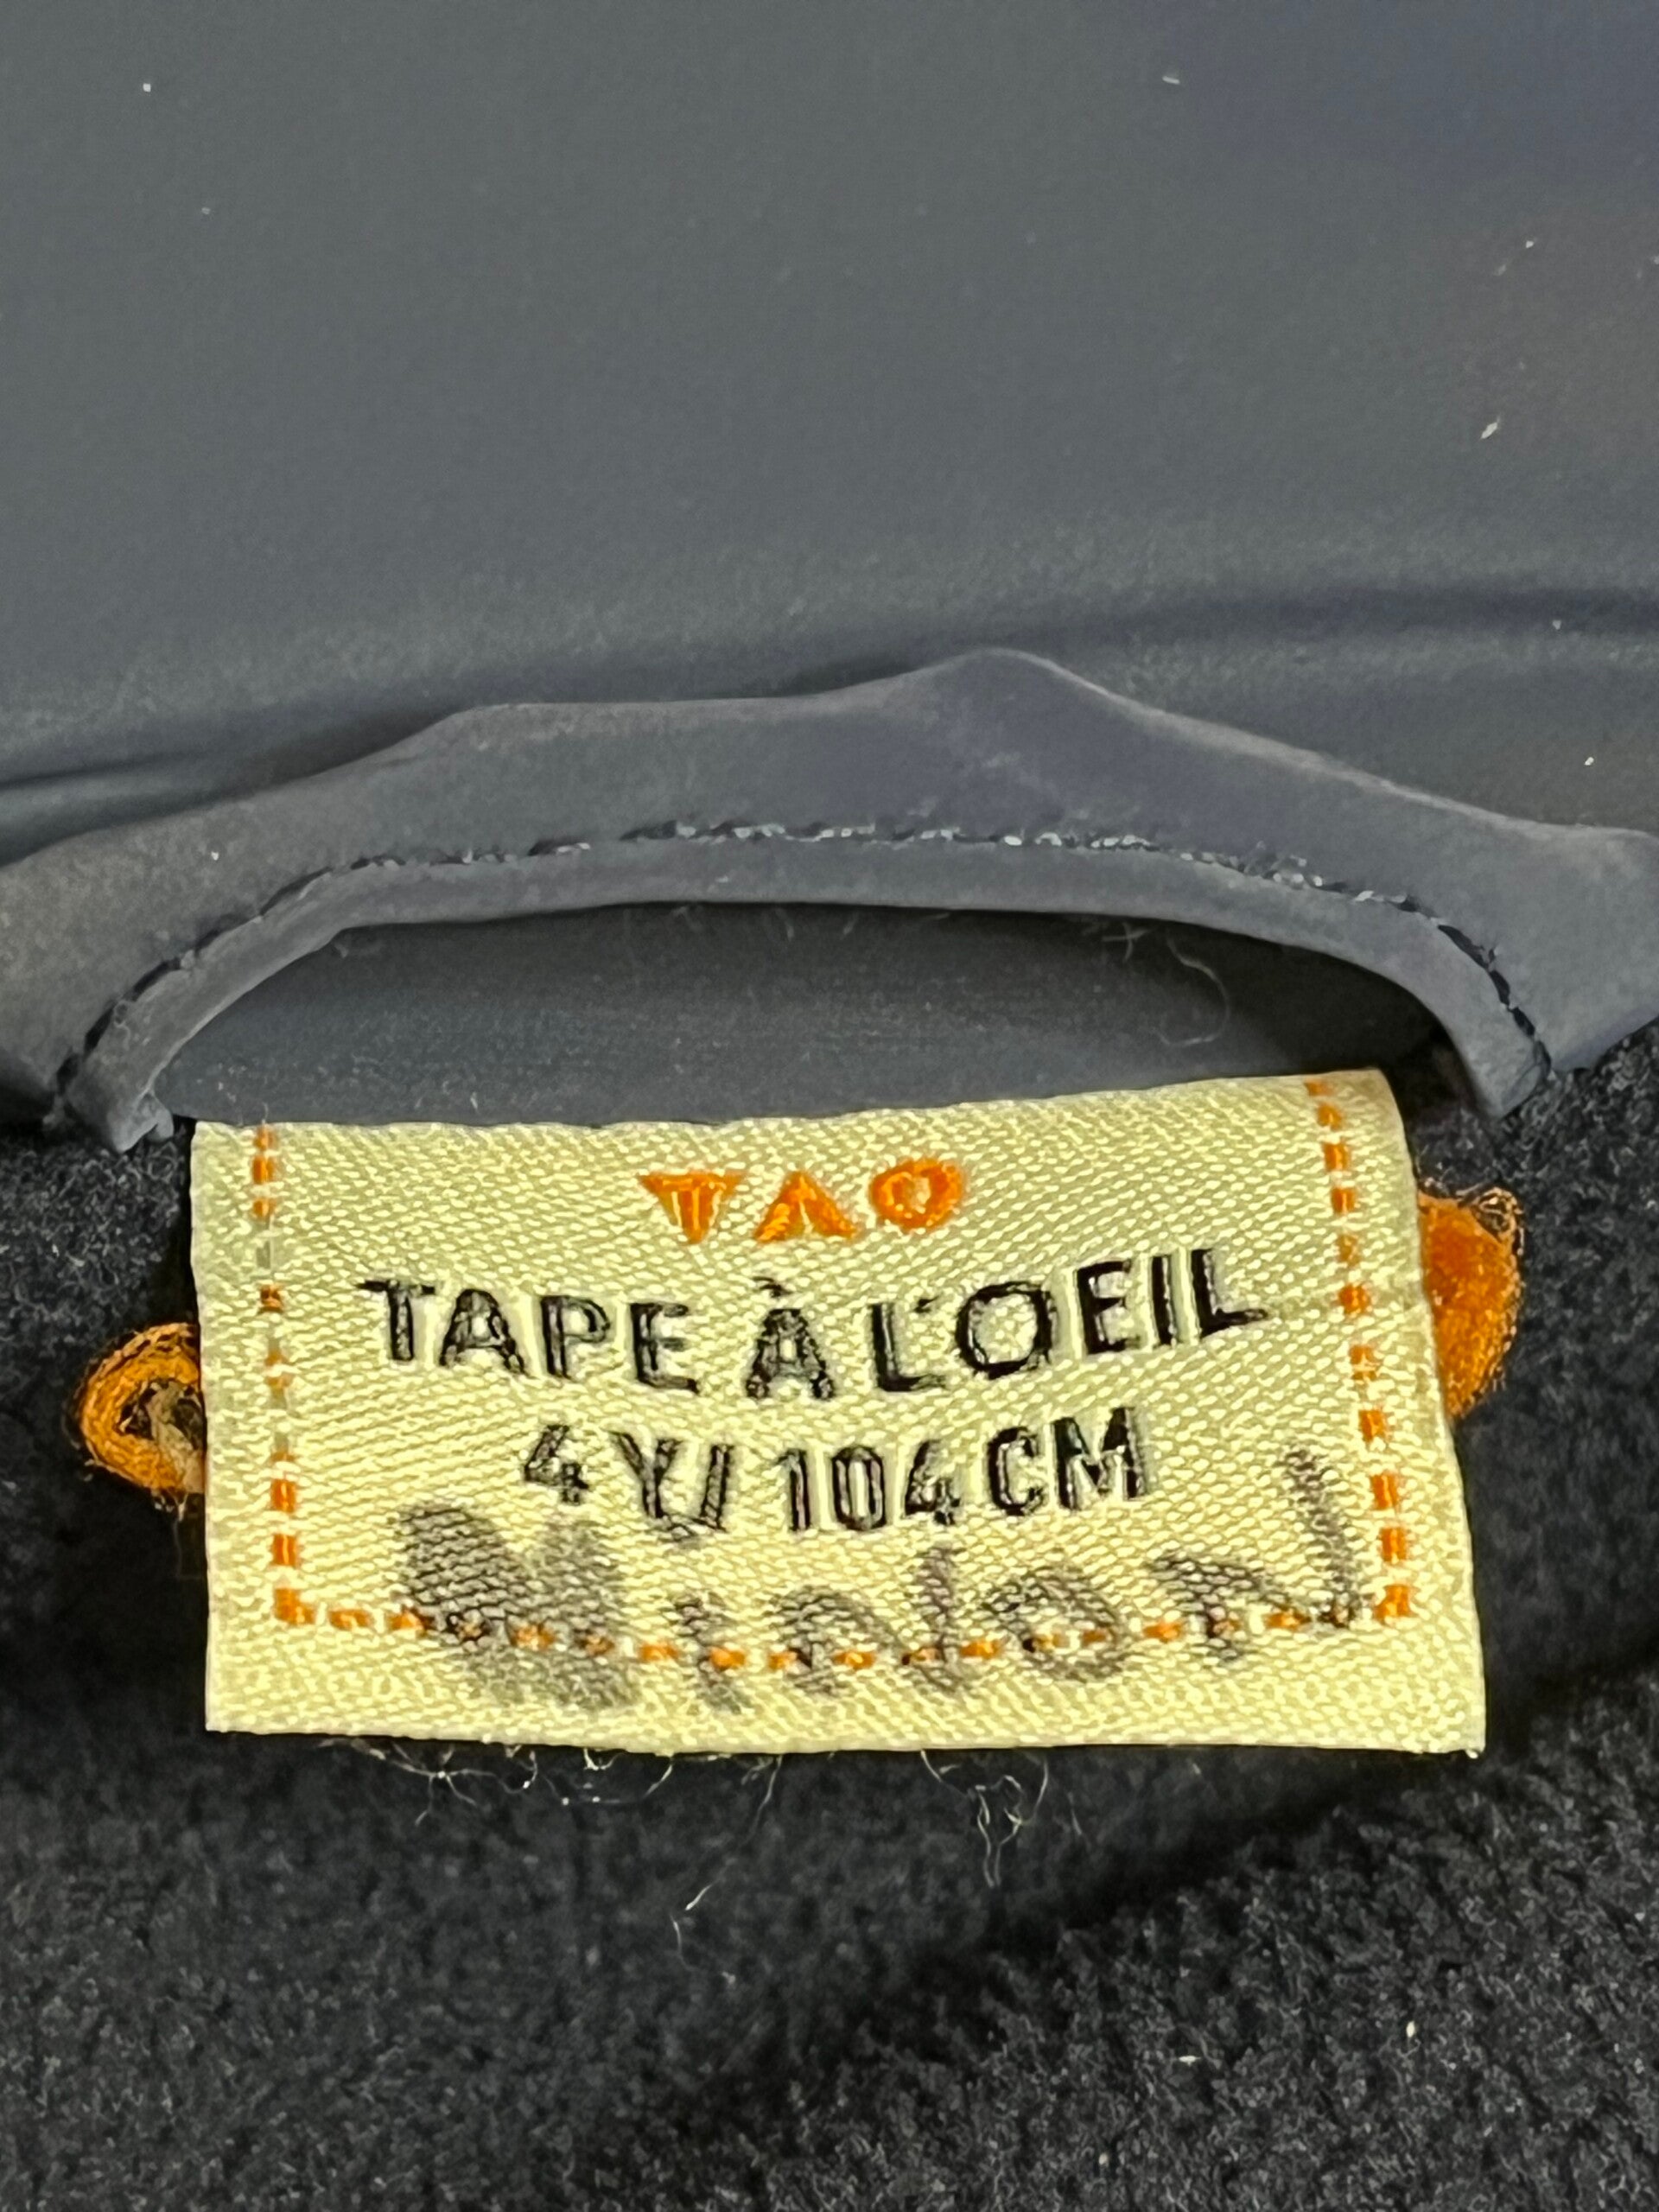 TAO
TAPE À L'OEIL
4 Y/ 104 CM